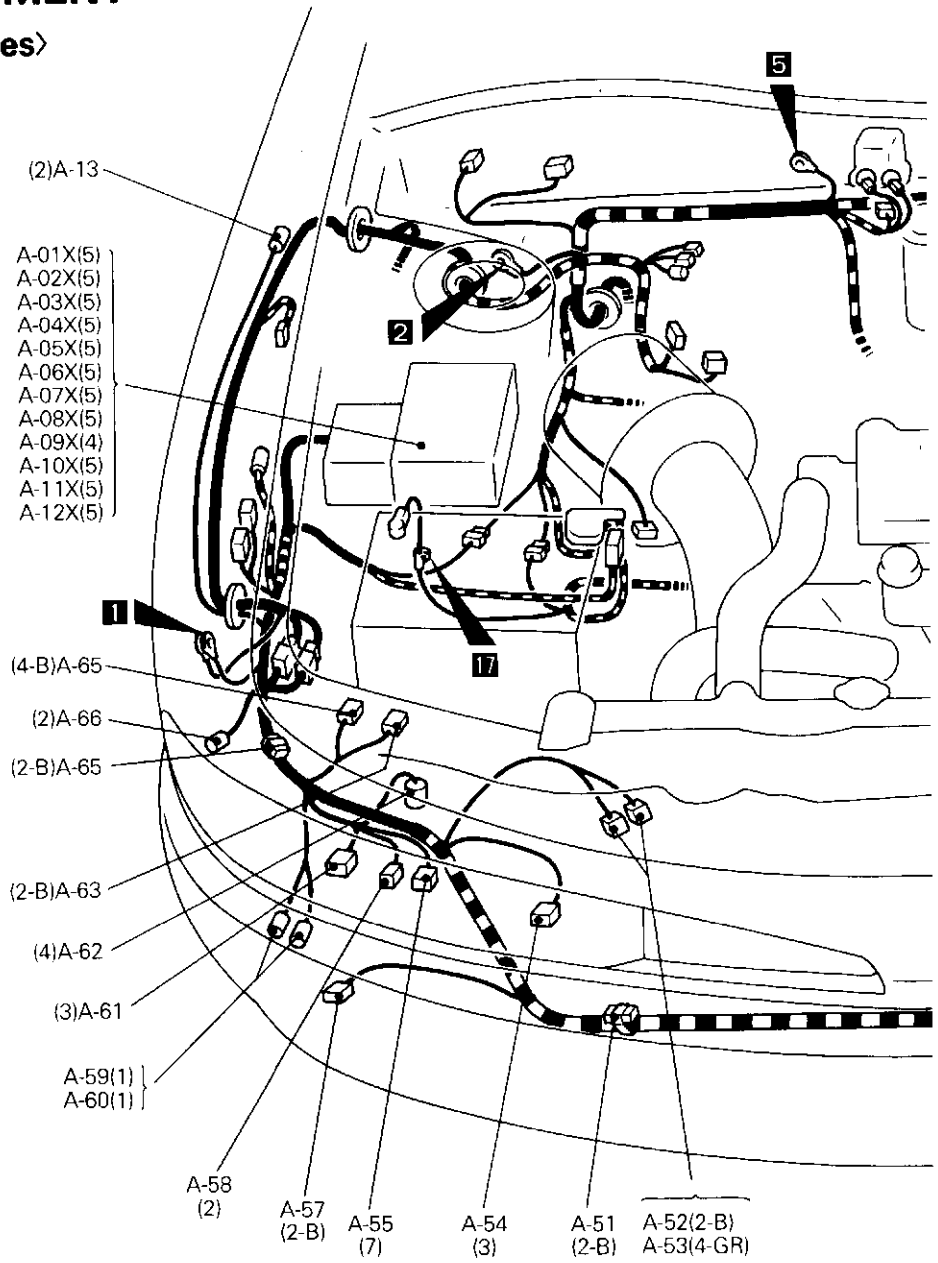 es〉
5
(2)A-13
A-01X(5)
A-02X(5)
A-03X(5)
A-04X(5)
A-05X(5)
A-06X(5)
A-07X(5)
A-08X(5)
A-09X(4)
A-10X(5)
A-11X(5)
A-12X(5)
2
1
17
(4-B)A-65
(2)A-66
(2-B)A-65
(2-B)A-63
(4)A-62
(3)A-61
A-59(1)
A-60(1)
A-58
(2)
A-57
(2-B)
A-55
(7)
A-54
(3)
A-51
(2-B)
A-52(2-B)
A-53(4-GR)